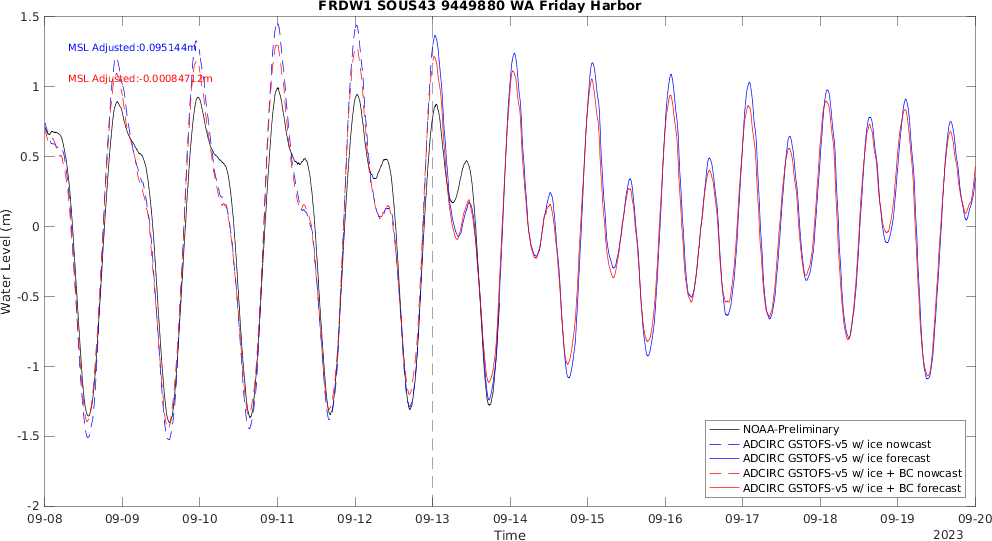 FRDW1 SOUS43 9449880 WA Friday Harbor
MSL Adjusted:0.095144m
MSL Adjusted:-0.00084712m
Water Level (m)
1.5
1
0.5
0
-0.5
-1
-1.5
-2
NOAA-Preliminary
ADCIRC GSTOFS-v5 w/ ice nowcast
ADCIRC GSTOFS-v5 w/ ice forecast
ADCIRC GSTOFS-v5 w/ ice + BC nowcast
ADCIRC GSTOFS-v5 w/ ice + BC forecast
09-08 09-09 09-10 09-11 09-12 09-13 09-14 09-15 09-16 09-17 09-18 09-19 09-20
Time
2023